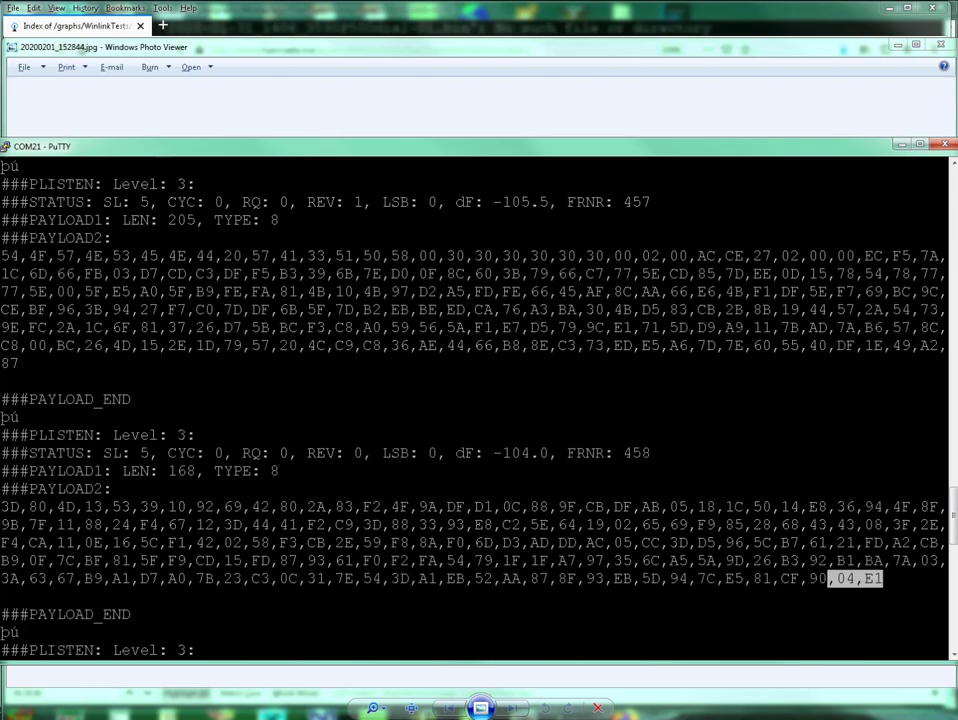 File Edit View History Bookmarks Tools Help
Index of /graphs/WinlinkTests/
20200201_152844.jpg - Windows Photo Viewer
File Print E-mail Burn Open
COM21 - PuTTY
þú
###PLISTEN: Level: 3:
###STATUS: SL: 5, CYC: 0, RQ: 0, REV: 1, LSB: 0, dF: -105.5, FRNR: 457
###PAYLOAD1: LEN: 205, TYPE: 8
###PAYLOAD2:
54,4F,57,4E,53,45,4E,44,20,57,41,33,51,50,58,00,30,30,30,30,30,00,02,00,AC,CE,27,02,00,00,EC,F5,7A,
1C,6D,66,FB,03,D7,CD,C3,DF,F5,B3,39,6B,7E,D0,0F,8C,60,3B,79,66,C7,77,5E,CD,85,7D,EE,0D,15,78,54,78,77,
77,5E,00,5F,E5,A0,5F,B9,FE,FA,81,4B,10,4B,97,D2,A5,FD,FE,66,45,AF,8C,AA,66,E6,4B,F1,DF,5E,F7,69,BC,9C,
CE,BF,96,3B,94,27,F7,C0,7D,DF,6B,5F,7D,B2,EB,BE,ED,CA,76,A3,BA,30,4B,D5,83,CB,2B,8B,19,44,57,2A,54,73,
9E,FC,2A,1C,6F,81,37,26,D7,5B,BC,F3,C8,A0,59,56,5A,F1,E7,D5,79,9C,E1,71,5D,D9,A9,11,7B,AD,7A,B6,57,8C,
C8,00,BC,26,4D,15,2E,1D,79,57,20,4C,C9,C8,36,AE,44,66,B8,8E,C3,73,ED,E5,A6,7D,7E,60,55,40,DF,1E,49,A2,
87
###PAYLOAD_END
þú
###PLISTEN: Level: 3:
###STATUS: SL: 5, CYC: 0, RQ: 0, REV: 0, LSB: 0, dF: -104.0, FRNR: 458
###PAYLOAD1: LEN: 168, TYPE: 8
###PAYLOAD2:
3D,80,4D,13,53,39,10,92,69,42,80,2A,83,F2,4F,9A,DF,D1,0C,88,9F,CB,DF,AB,05,18,1C,50,14,E8,36,94,4F,8F,
9B,7F,11,88,24,F4,67,12,3D,44,41,F2,C9,3D,88,33,93,E8,C2,5E,64,19,02,65,69,F9,85,28,68,43,43,08,3F,2E,
F4,CA,11,0E,16,5C,F1,42,02,58,F3,CB,2E,59,F8,8A,F0,6D,D3,AD,DD,AC,05,CC,3D,D5,96,5C,B7,61,21,FD,A2,CB,
B9,0F,7C,BF,81,5F,F9,CD,15,FD,87,93,61,F0,F2,FA,54,79,1F,1F,A7,97,35,6C,A5,5A,9D,26,B3,92,B1,BA,7A,03,
3A,63,67,B9,A1,D7,A0,7B,23,C3,0C,31,7E,54,3D,A1,EB,52,AA,87,8F,93,EB,5D,94,7C,E5,81,CF,90,04,E1
###PAYLOAD_END
þú
###PLISTEN: Level: 3: